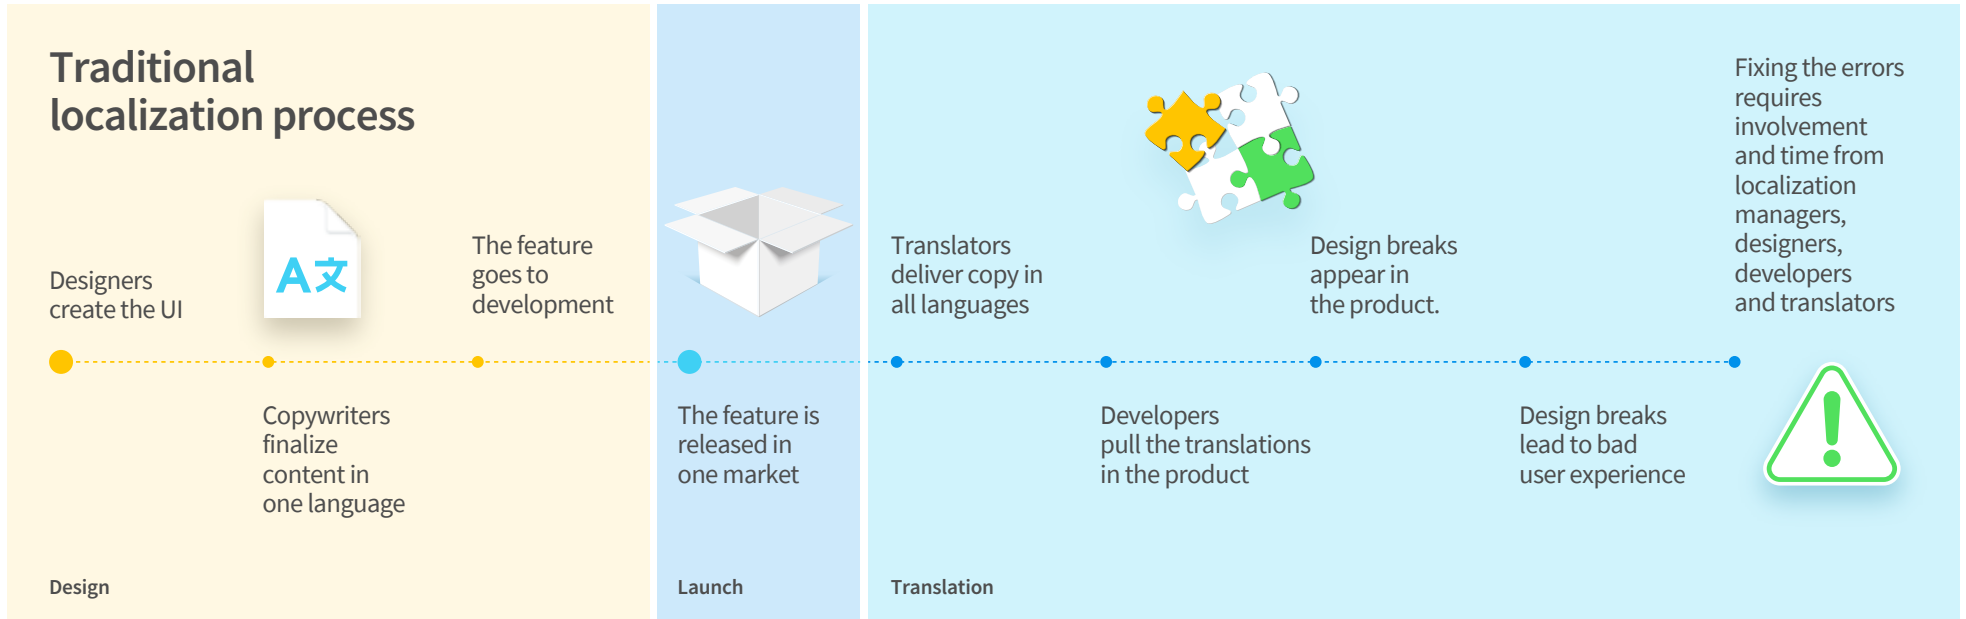 Traditional
localization process
Designers
create the UI
A文
Copywriters
finalize
content in
one language
The feature
goes to
development
Design
The feature is
released in
one market
Launch
Translators
deliver copy in
all languages
Developers
pull the translations
in the product
Design breaks
appear in
the product.
Design breaks
lead to bad
user experience
Fixing the errors
requires
involvement
and time from
localization
managers,
designers,
developers
and translators
!
Translation